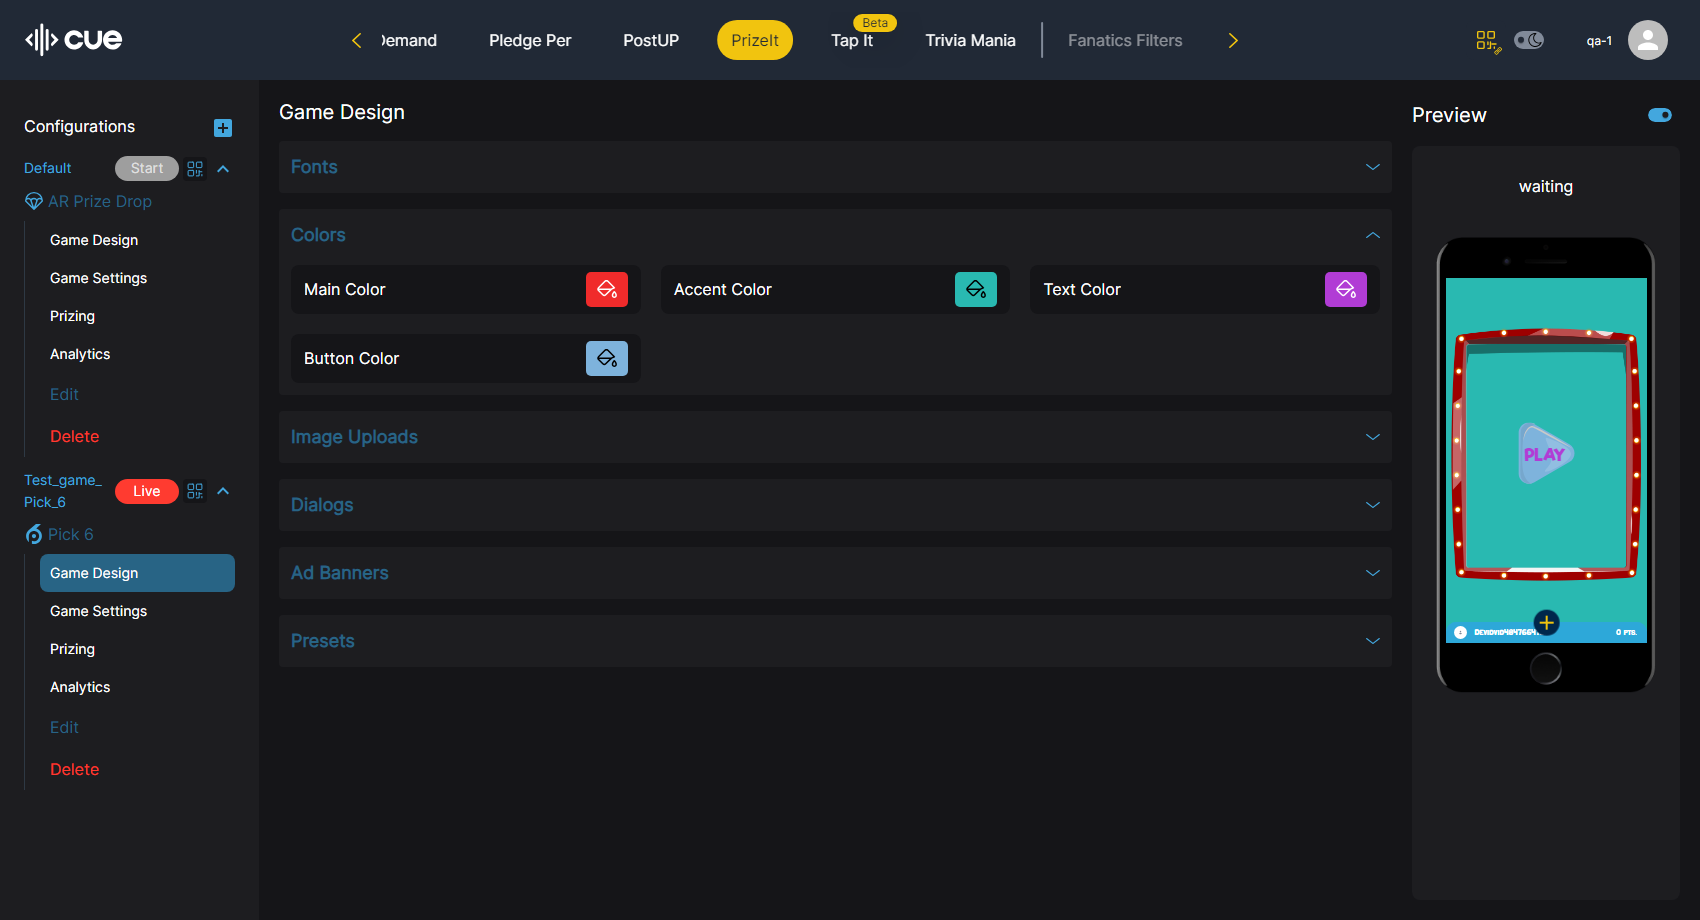 cue
Demand
Pledge Per
PostUP
PrizeIt
Beta
Tap It
Trivia Mania
Fanatics Filters
qa-1
Configurations
Default
Start
AR Prize Drop
Game Design
Game Settings
Prizing
Analytics
Edit
Delete
Test_game_
Pick_6
Live
Pick 6
Game Design
Game Settings
Prizing
Analytics
Edit
Delete
Game Design
Fonts
Colors
Main Color
Accent Color
Text Color
Button Color
Image Uploads
Dialogs
Ad Banners
Presets
Preview
waiting
PLAY
0 PTS.